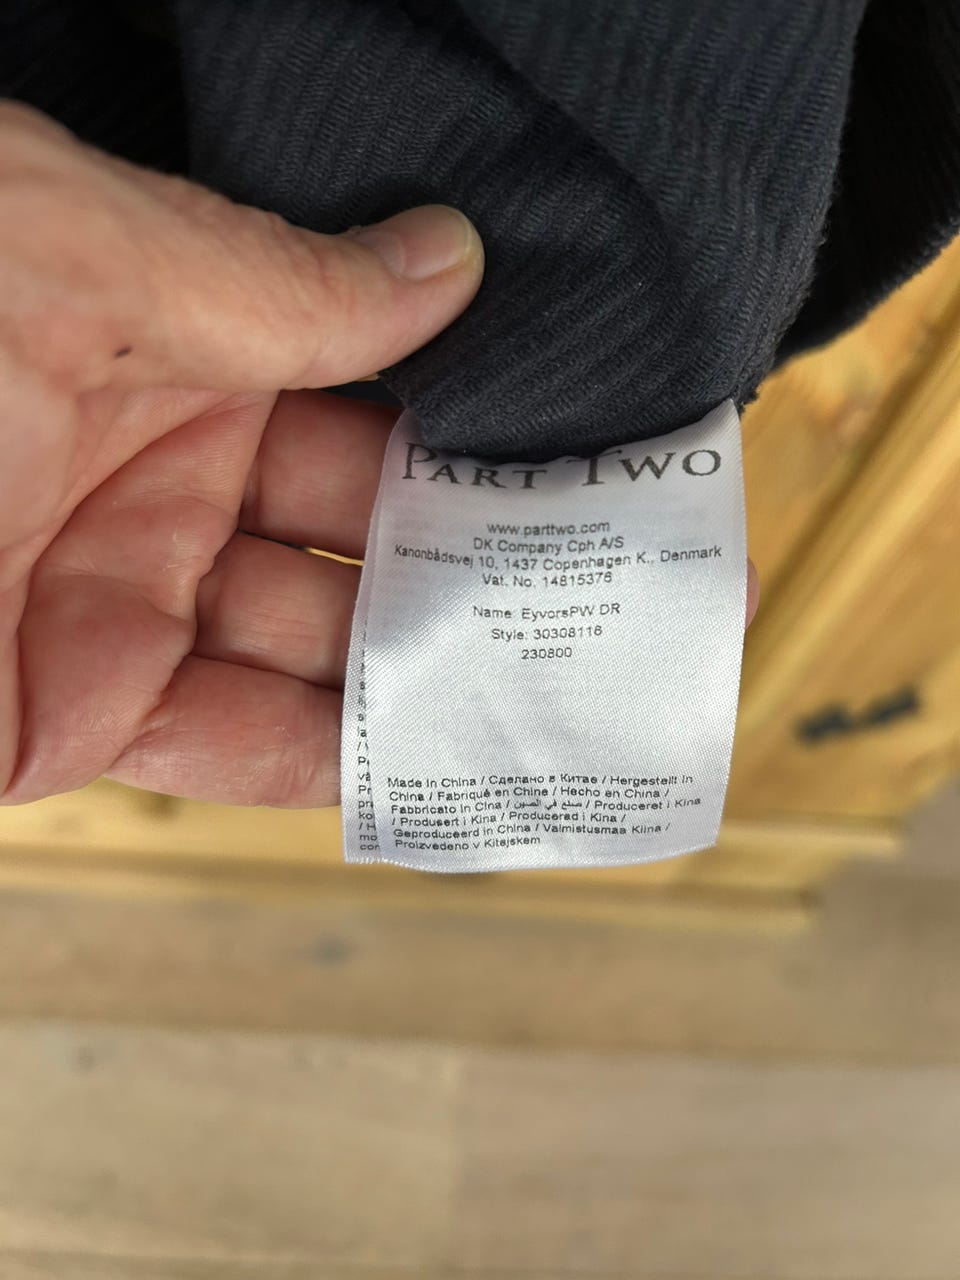 PART TWO
www.parttwo.com
DK Company Cph A/S
Kanonbådsvej 10, 1437 Copenhagen K., Denmark
Vat. No. 14815376
Name: EyvorsPW DR
Style: 30308116
230800
Made in China / Сделано в Китае / Hergestellt in
China / Fabriqué en Chine / Hecho en China /
Fabbricato in Cina / صنع في الصين / Produceret i Kina
/ Produsert i Kina / Producerad i Kina /
Geproduceerd in China / Valmistusmaa Kiina /
Proizvedeno v Kitajskem